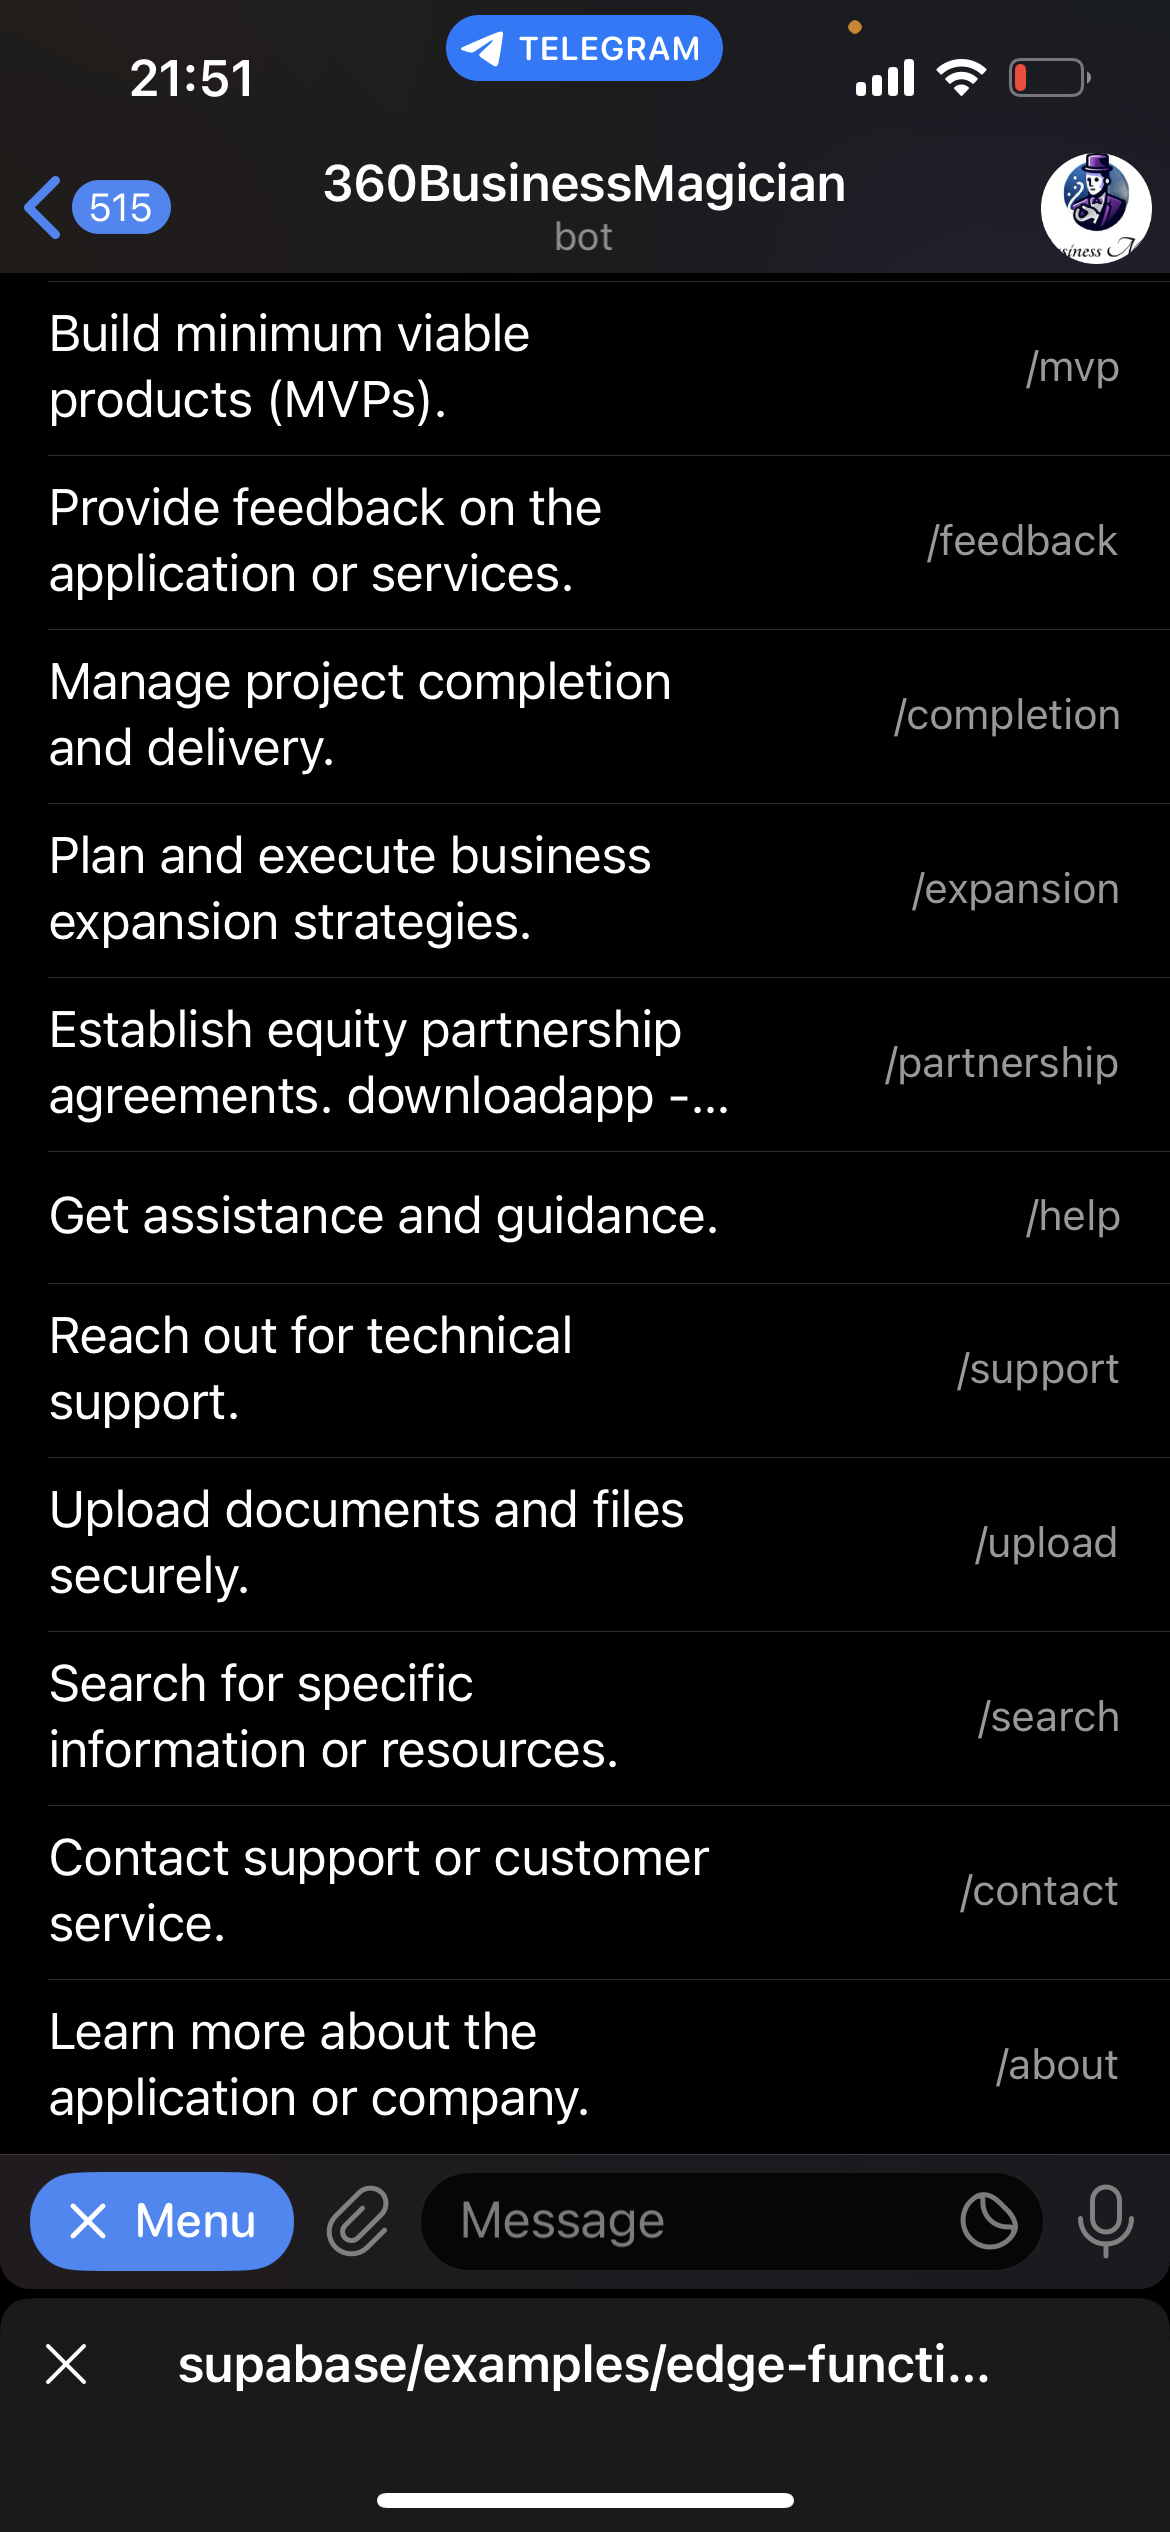 21:51
TELEGRAM
515
360BusinessMagician
bot
siness
Build minimum viable
products (MVPs).
/mvp
Provide feedback on the
application or services.
/feedback
Manage project completion
and delivery.
/completion
Plan and execute business
expansion strategies.
/expansion
Establish equity partnership
agreements. downloadapp -...
/partnership
Get assistance and guidance.
/help
Reach out for technical
support.
/support
Upload documents and files
securely.
/upload
Search for specific
information or resources.
/search
Contact support or customer
service.
/contact
Learn more about the
application or company.
/about
Menu
Message
supabase/examples/edge-functi...